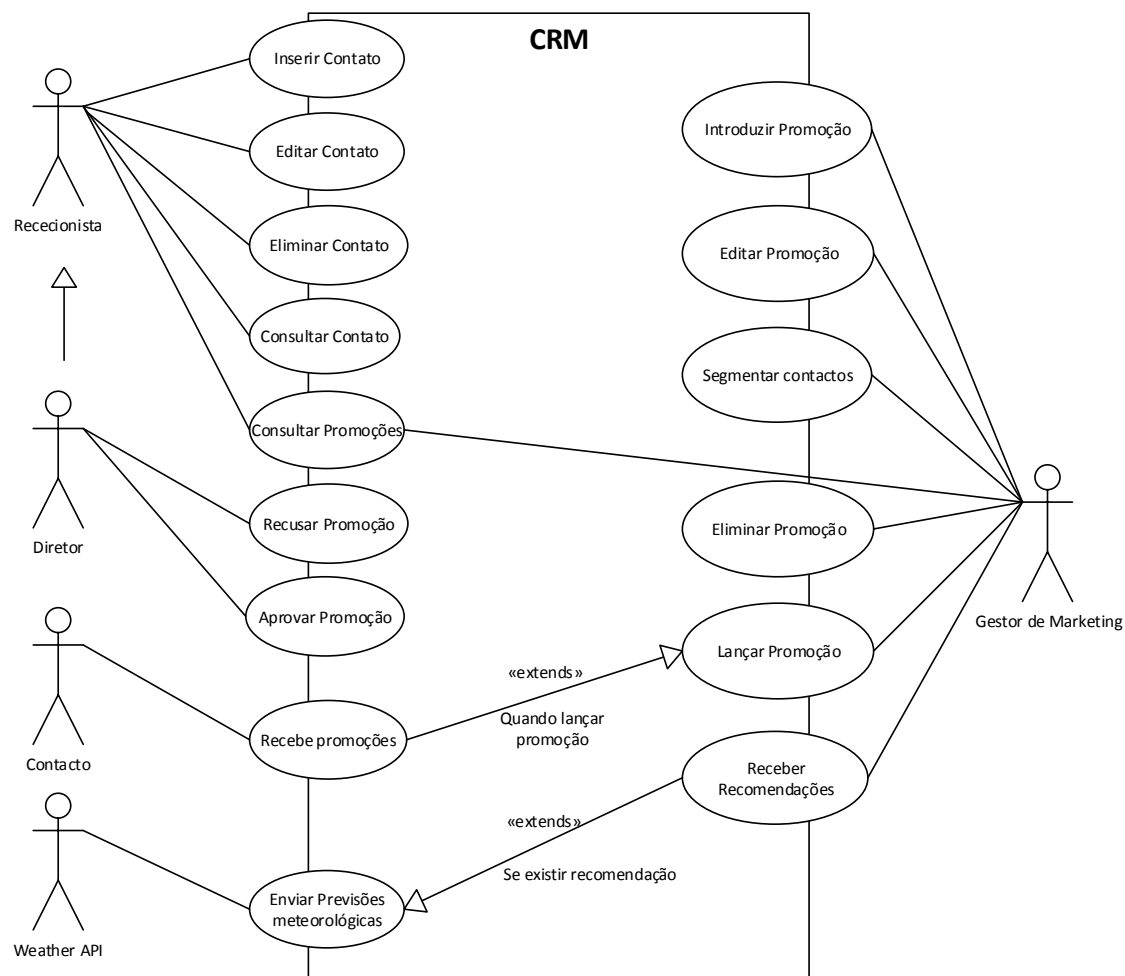 CRM
Inserir Contato
Introduzir Promoção
Editar Contato
Rececionista
Eliminar Contato
Editar Promoção
Consultar Contato
Segmentar contactos
Consultar Promoções
Recusar Promoção
Eliminar Promoção
Diretor
Aprovar Promoção
Gestor de Marketing
Lançar Promoção
«extends»
Quando lançar
promoção
Recebe promoções
Contacto
Receber
Recomendações
«extends»
Se existir recomendação
Enviar Previsões
meteorológicas
Weather API